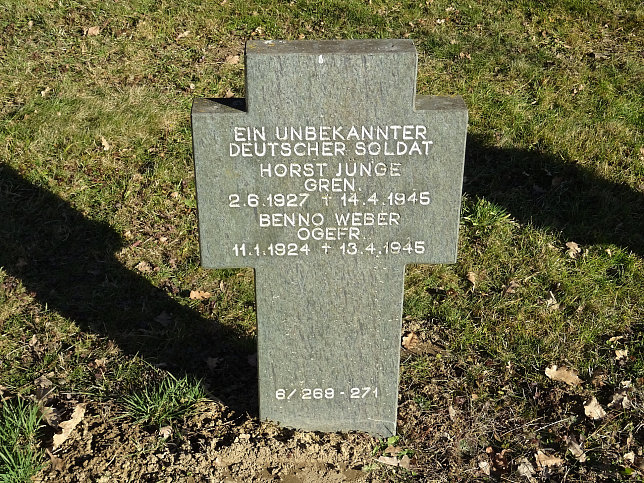 EIN UNBEKANNTER
DEUTSCHER SOLDAT
HORST JUNGE
GREN.
2.6.1927 † 14.4.1945
BENNO WEBER
OGEFR.
11.1.1924 † 13.4.1945
6/269 - 271